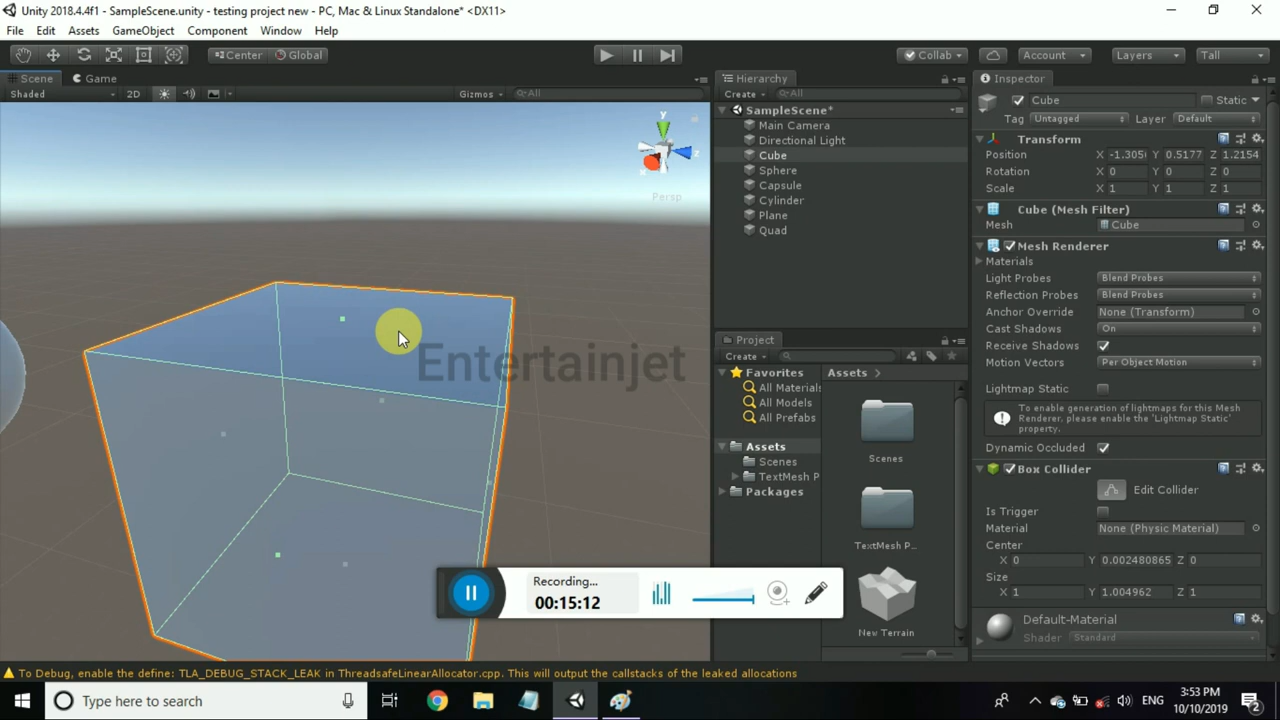 Unity 2018.4.4f1 - SampleScene.unity - testing project new - PC, Mac & Linux Standalone* <DX11>
File Edit Assets GameObject Component Window Help
Center Global Collab Account Layers Tall
Scene Game
Shaded 2D Gizmos All
y
z
x
Persp
Entertainjet
Hierarchy
Create All
SampleScene*
Main Camera
Directional Light
Cube
Sphere
Capsule
Cylinder
Plane
Quad
Project
Create
Favorites
All Materials
All Models
All Prefabs
Assets
Scenes
TextMesh P
Packages
Assets
Scenes
TextMesh P...
New Terrain
Inspector
Cube Static
Tag Untagged Layer Default
Transform
Position X -1.305 Y 0.5177 Z 1.2154
Rotation X 0 Y 0 Z 0
Scale X 1 Y 1 Z 1
Cube (Mesh Filter)
Mesh Cube
Mesh Renderer
Materials
Light Probes Blend Probes
Reflection Probes Blend Probes
Anchor Override None (Transform)
Cast Shadows On
Receive Shadows
Motion Vectors Per Object Motion
Lightmap Static
To enable generation of lightmaps for this Mesh
Renderer, please enable the 'Lightmap Static'
property.
Dynamic Occluded
Box Collider
Edit Collider
Is Trigger
Material None (Physic Material)
Center
X 0 Y 0.002480865 Z 0
Size
X 1 Y 1.004962 Z 1
Default-Material
Shader Standard
Recording...
00:15:12
To Debug, enable the define: TLA_DEBUG_STACK_LEAK in ThreadsafeLinearAllocator.cpp. This will output the callstacks of the leaked allocations
Type here to search
ENG
3:53 PM
10/10/2019
2